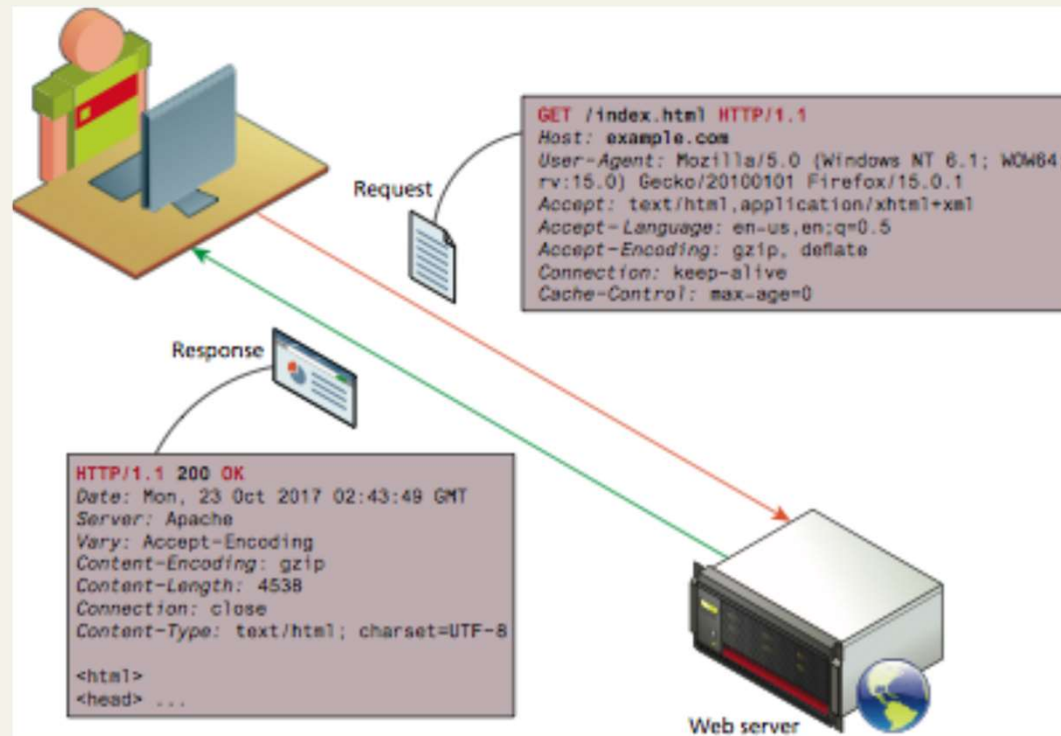 GET /index.html HTTP/1.1
Host: example.com
User-Agent: Mozilla/5.0 (Windows NT 6.1; WOW64;
rv:15.0) Gecko/20100101 Firefox/15.0.1
Accept: text/html,application/xhtml+xml
Accept-Language: en-us,en;q=0.5
Accept-Encoding: gzip, deflate
Connection: keep-alive
Cache-Control: max-age=0
Request
Response
HTTP/1.1 200 OK
Date: Mon, 23 Oct 2017 02:43:49 GMT
Server: Apache
Vary: Accept-Encoding
Content-Encoding: gzip
Content-Length: 4538
Connection: close
Content-Type: text/html; charset=UTF-8
<html>
<head> ...
Web server